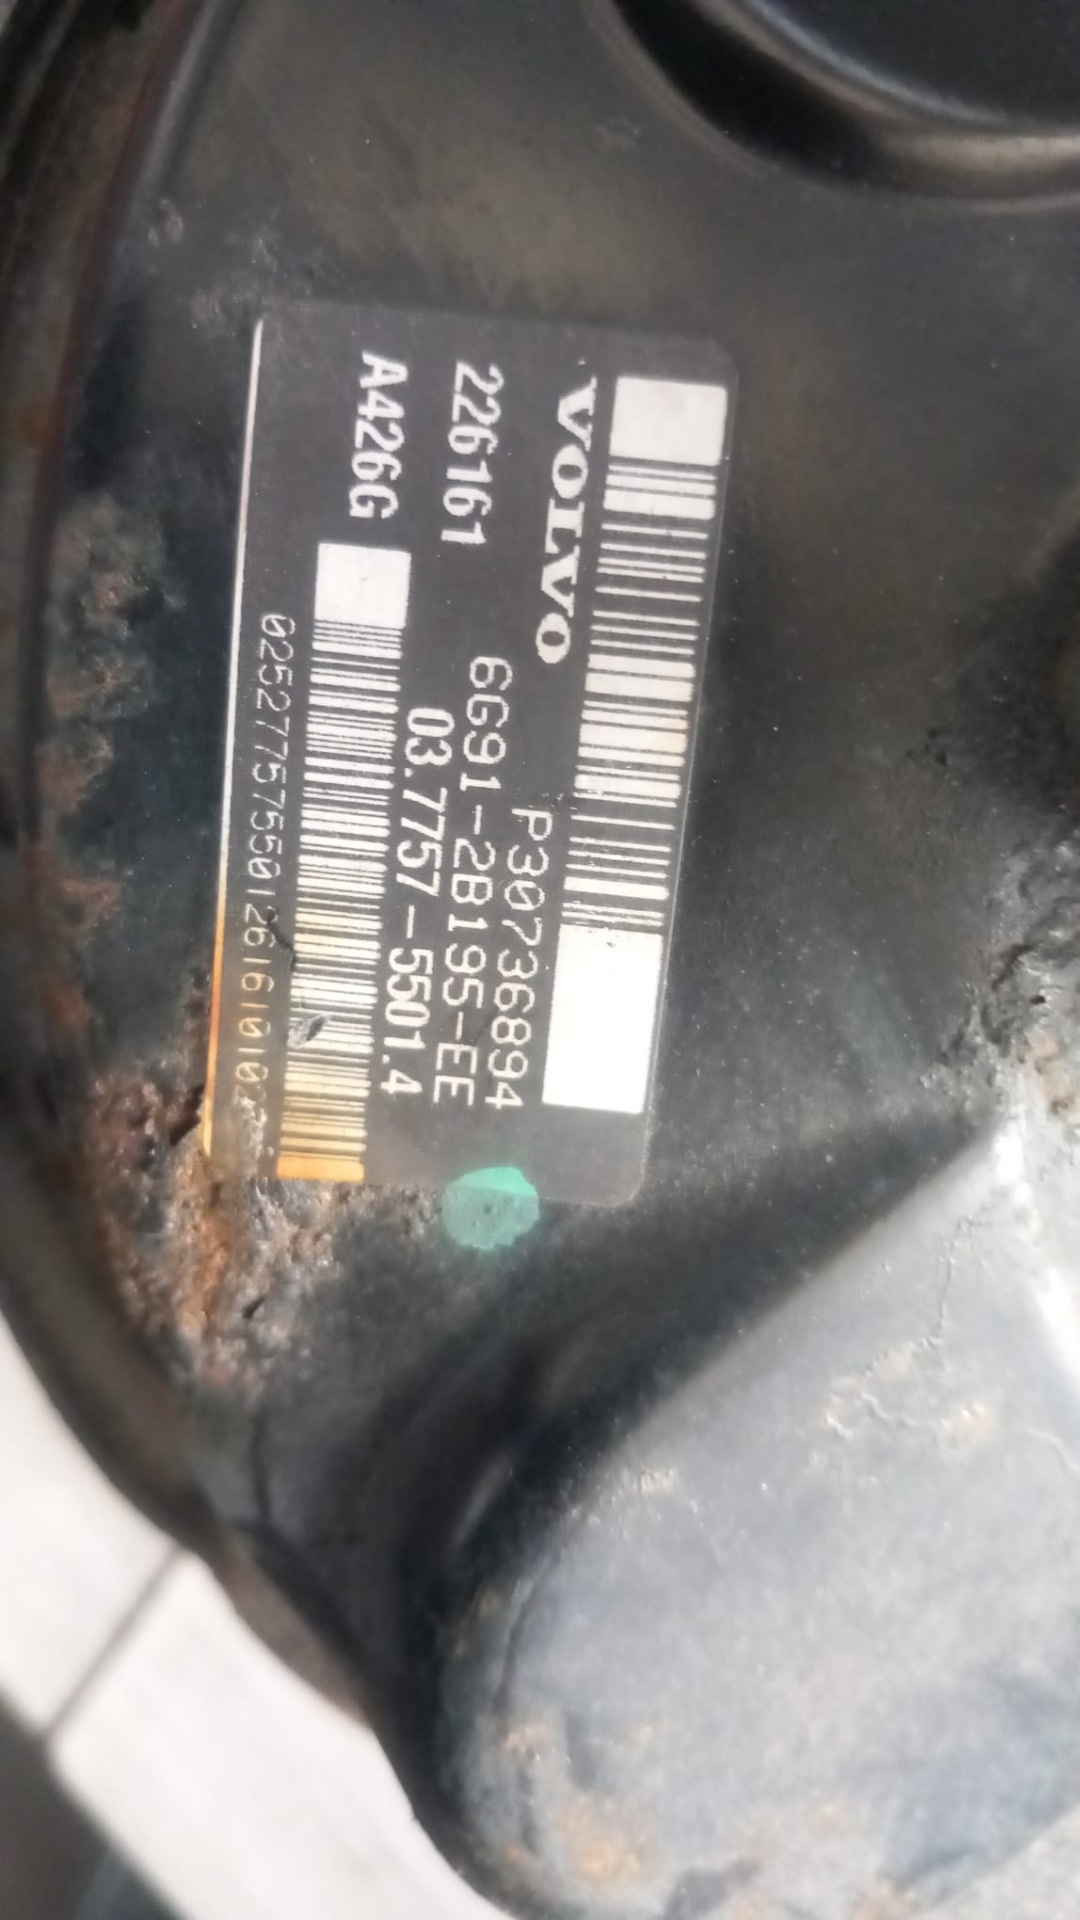 VOLVO
P30736894
226161 6G91-2B195-EE
03.7757-5501.4
A426G